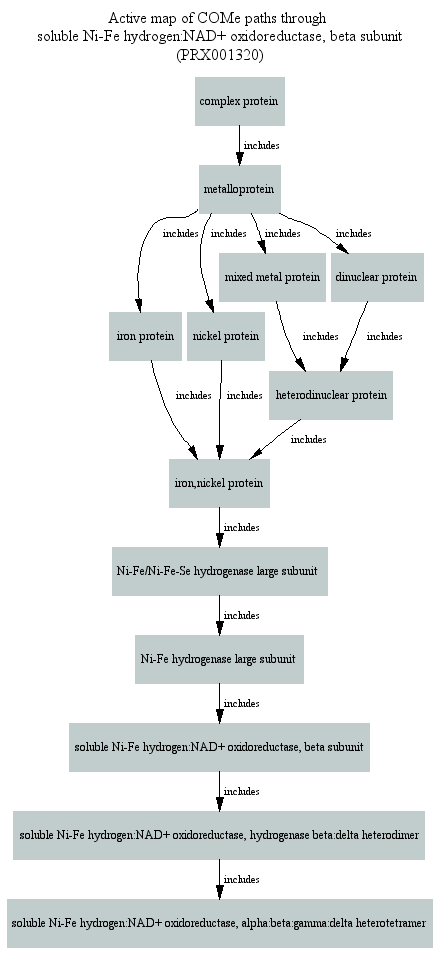 Active map of COMe paths through
soluble Ni-Fe hydrogen:NAD+ oxidoreductase, beta subunit
(PRX001320)
complex protein
includes
metalloprotein
includes
includes
includes
includes
mixed metal protein
dinuclear protein
iron protein
nickel protein
includes
includes
heterodinuclear protein
includes
includes
includes
iron,nickel protein
includes
Ni-Fe/Ni-Fe-Se hydrogenase large subunit
includes
Ni-Fe hydrogenase large subunit
includes
soluble Ni-Fe hydrogen:NAD+ oxidoreductase, beta subunit
includes
soluble Ni-Fe hydrogen:NAD+ oxidoreductase, hydrogenase beta:delta heterodimer
includes
soluble Ni-Fe hydrogen:NAD+ oxidoreductase, alpha:beta:gamma:delta heterotetramer